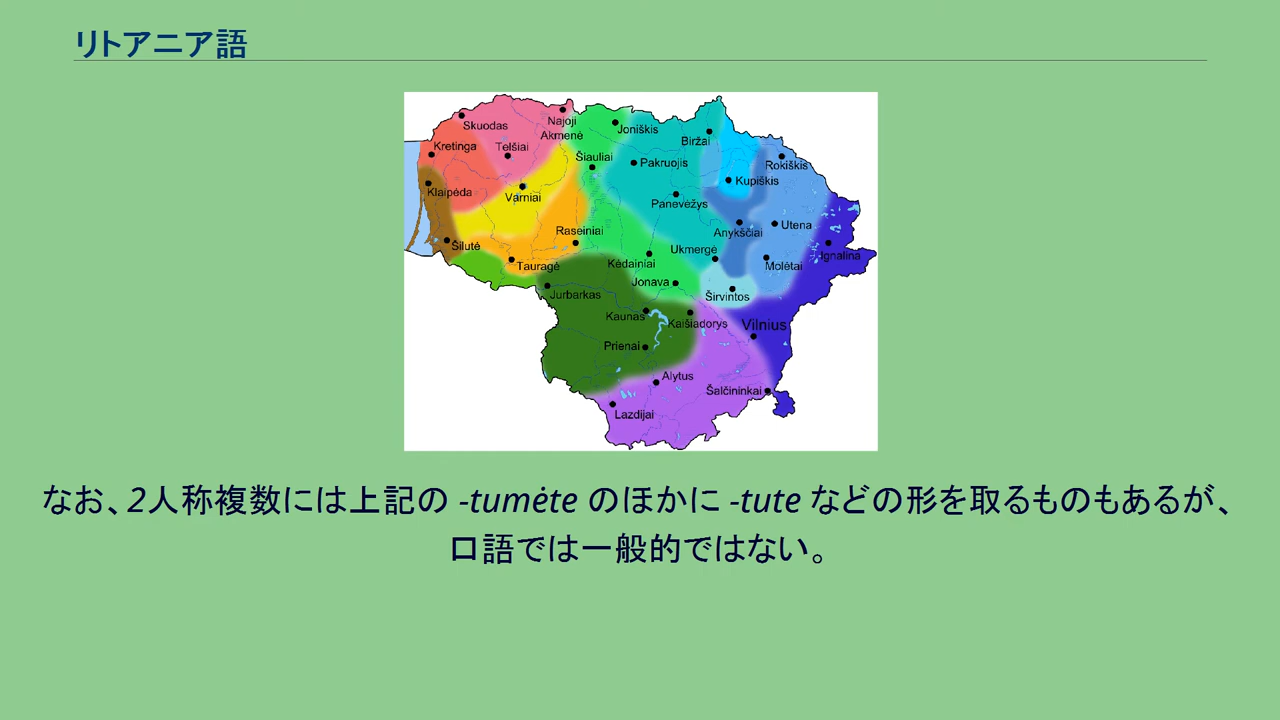 リトアニア語
Skuodas
Najoji
Akmenė
Joniškis
Biržai
Kretinga
Telšiai
Šiauliai
Pakruojis
Rokiškis
Kupiškis
Klaipėda
Varniai
Panevėžys
Raseiniai
Anykščiai
Utena
Šilutė
Tauragė
Kėdainiai
Ukmergė
Molėtai
Ignalina
Jurbarkas
Jonava
Širvintos
Kaunas
Kaišiadorys
Vilnius
Prienai
Alytus
Šalčininkai
Lazdijai
なお、2人称複数には上記の -tumėte のほかに -tute などの形を取るものもあるが、
口語では一般的ではない。